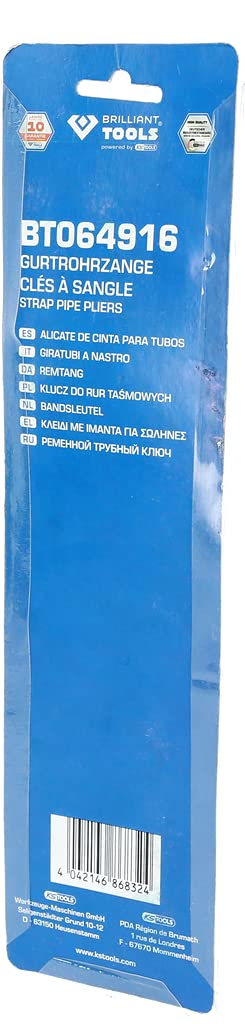 10
BRILLIANT
TOOLS
powered by KSTOOLS
HIGH QUALITY
BT064916
GURTROHRZANGE
CLÉS À SANGLE
STRAP PIPE PLIERS
ES ALICATE DE CINTA PARA TUBOS
IT GIRATUBI A NASTRO
DA REMTANG
PL KLUCZ DO RUR TAŚMOWYCH
NL BANDSLEUTEL
EL ΚΛΕΙΔΙ ΜΕ ΙΜΑΝΤΑ ΓΙΑ ΣΩΛΗΝΕΣ
RU РЕМЕННОЙ ТРУБНЫЙ КЛЮЧ
4 042146 868324
KSTOOLS
Werkzeuge-Maschinen GmbH
Seligenstädter Grund 10-12
D - 63150 Heusenstamm
KSTOOLS
PDA Région de Brumath
1 rue de Londres
F - 67670 Mommenheim
www.kstools.com